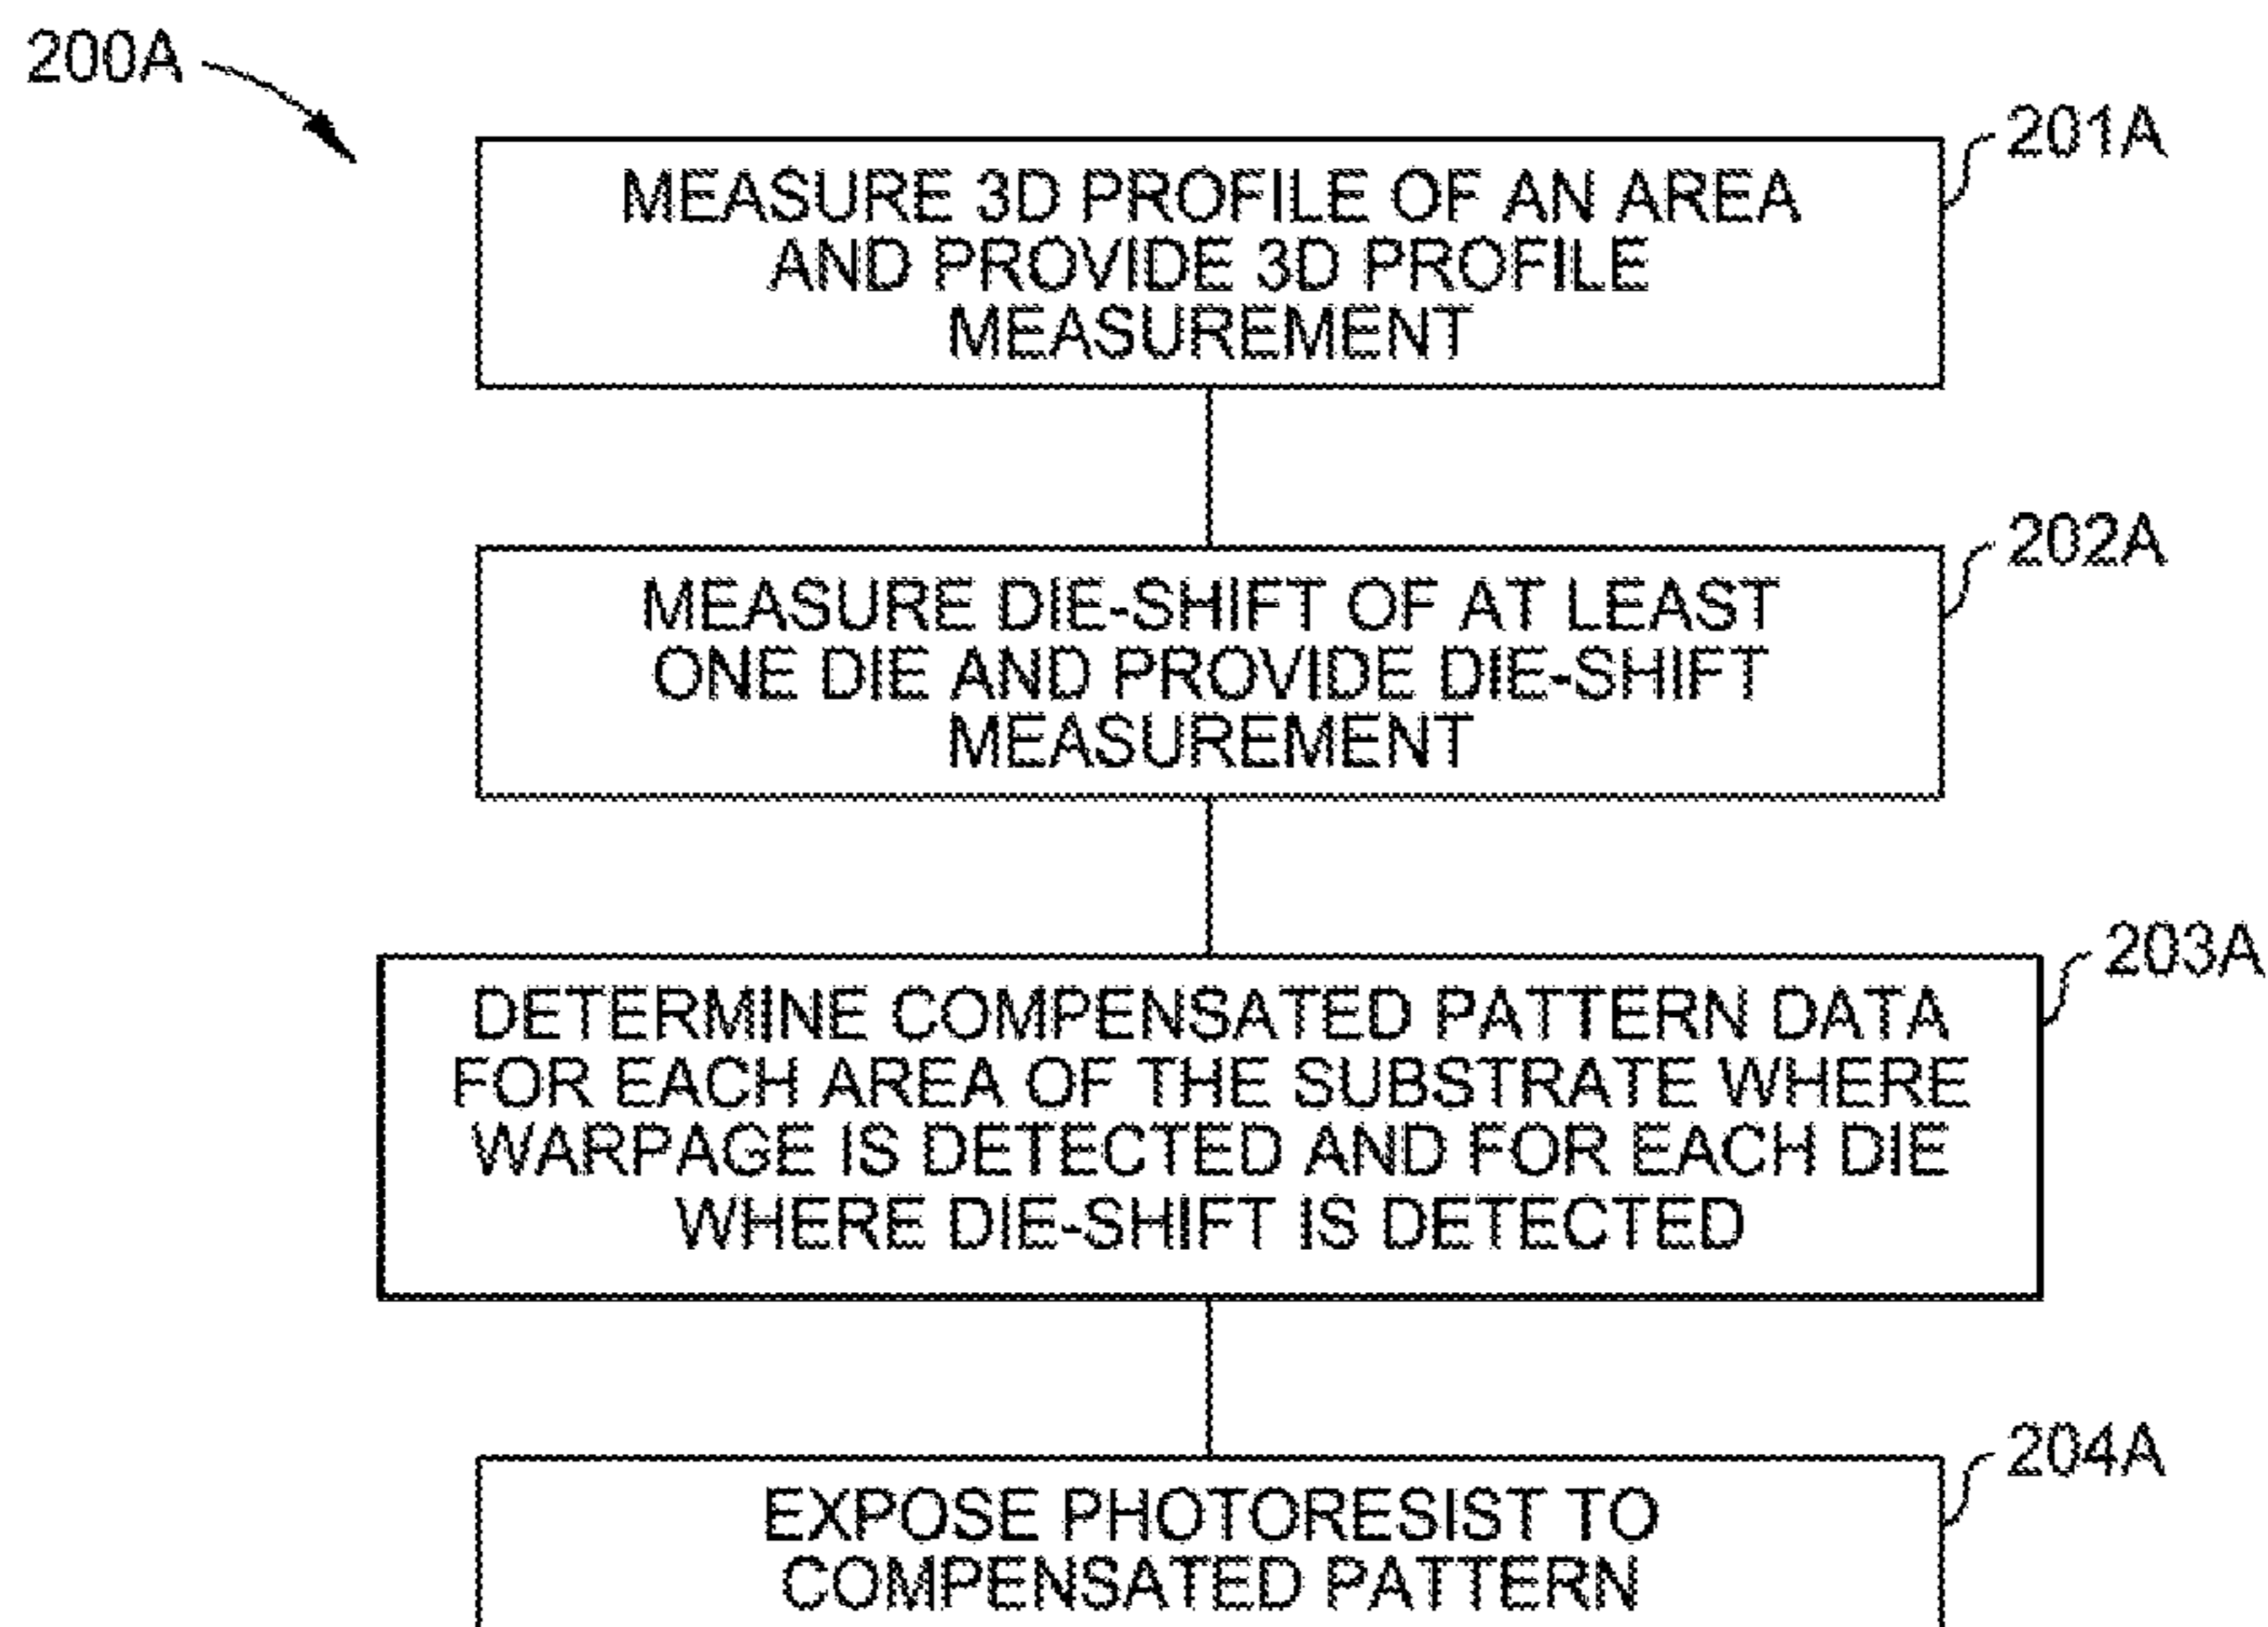 200A
201A
MEASURE 3D PROFILE OF AN AREA
AND PROVIDE 3D PROFILE
MEASUREMENT
202A
MEASURE DIE-SHIFT OF AT LEAST
ONE DIE AND PROVIDE DIE-SHIFT
MEASUREMENT
203A
DETERMINE COMPENSATED PATTERN DATA
FOR EACH AREA OF THE SUBSTRATE WHERE
WARPAGE IS DETECTED AND FOR EACH DIE
WHERE DIE-SHIFT IS DETECTED
204A
EXPOSE PHOTORESIST TO
COMPENSATED PATTERN